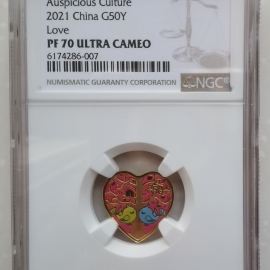 Auspicious Culture
2021 China G50Y
Love
PF 70 ULTRA CAMEO
6174286-007
NUMISMATIC GUARANTY CORPORATION
NGC